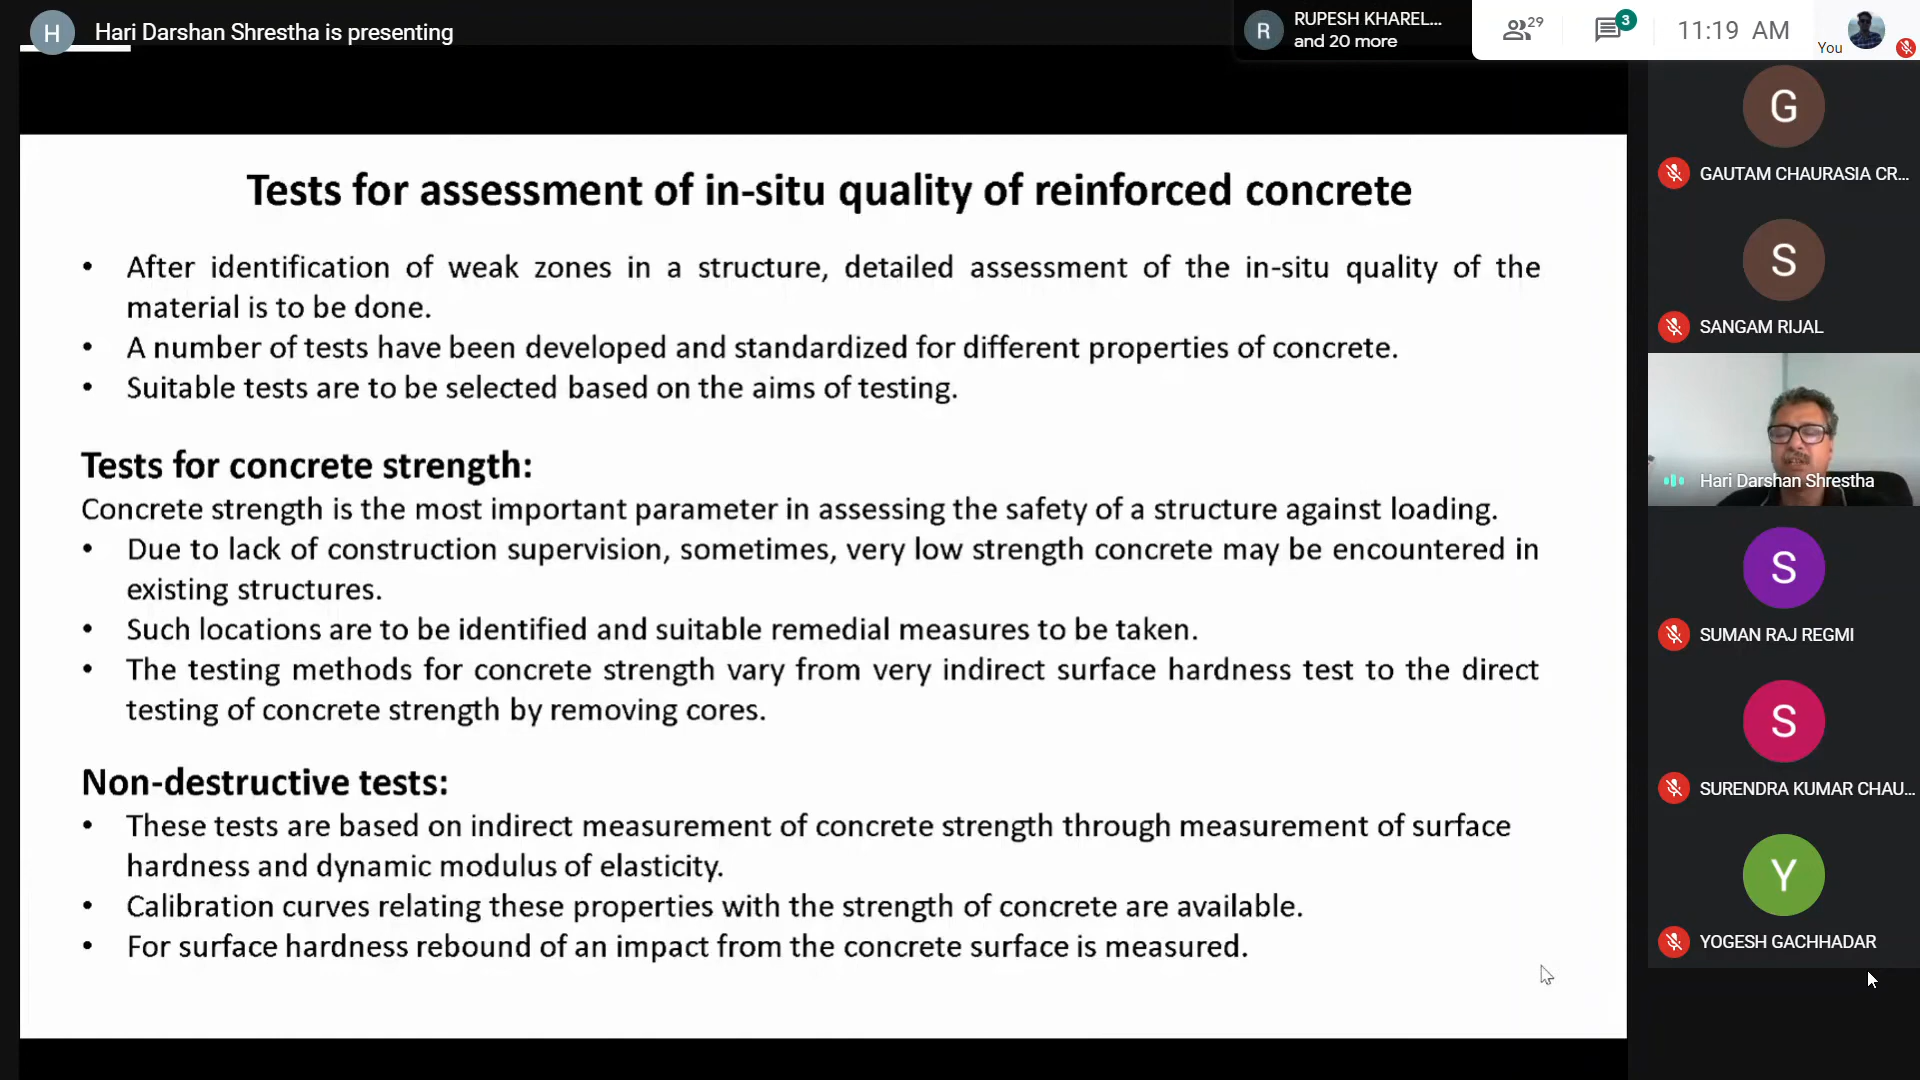 H
Hari Darshan Shrestha is presenting
R
RUPESH KHAREL...
and 20 more
29
3
11:19 AM
You
Tests for assessment of in-situ quality of reinforced concrete
• After identification of weak zones in a structure, detailed assessment of the in-situ quality of the
material is to be done.
• A number of tests have been developed and standardized for different properties of concrete.
• Suitable tests are to be selected based on the aims of testing.
Tests for concrete strength:
Concrete strength is the most important parameter in assessing the safety of a structure against loading.
• Due to lack of construction supervision, sometimes, very low strength concrete may be encountered in
existing structures.
• Such locations are to be identified and suitable remedial measures to be taken.
• The testing methods for concrete strength vary from very indirect surface hardness test to the direct
testing of concrete strength by removing cores.
Non-destructive tests:
• These tests are based on indirect measurement of concrete strength through measurement of surface
hardness and dynamic modulus of elasticity.
• Calibration curves relating these properties with the strength of concrete are available.
• For surface hardness rebound of an impact from the concrete surface is measured.
G
GAUTAM CHAURASIA CR...
S
SANGAM RIJAL
Hari Darshan Shrestha
S
SUMAN RAJ REGMI
S
SURENDRA KUMAR CHAU...
Y
YOGESH GACHHADAR